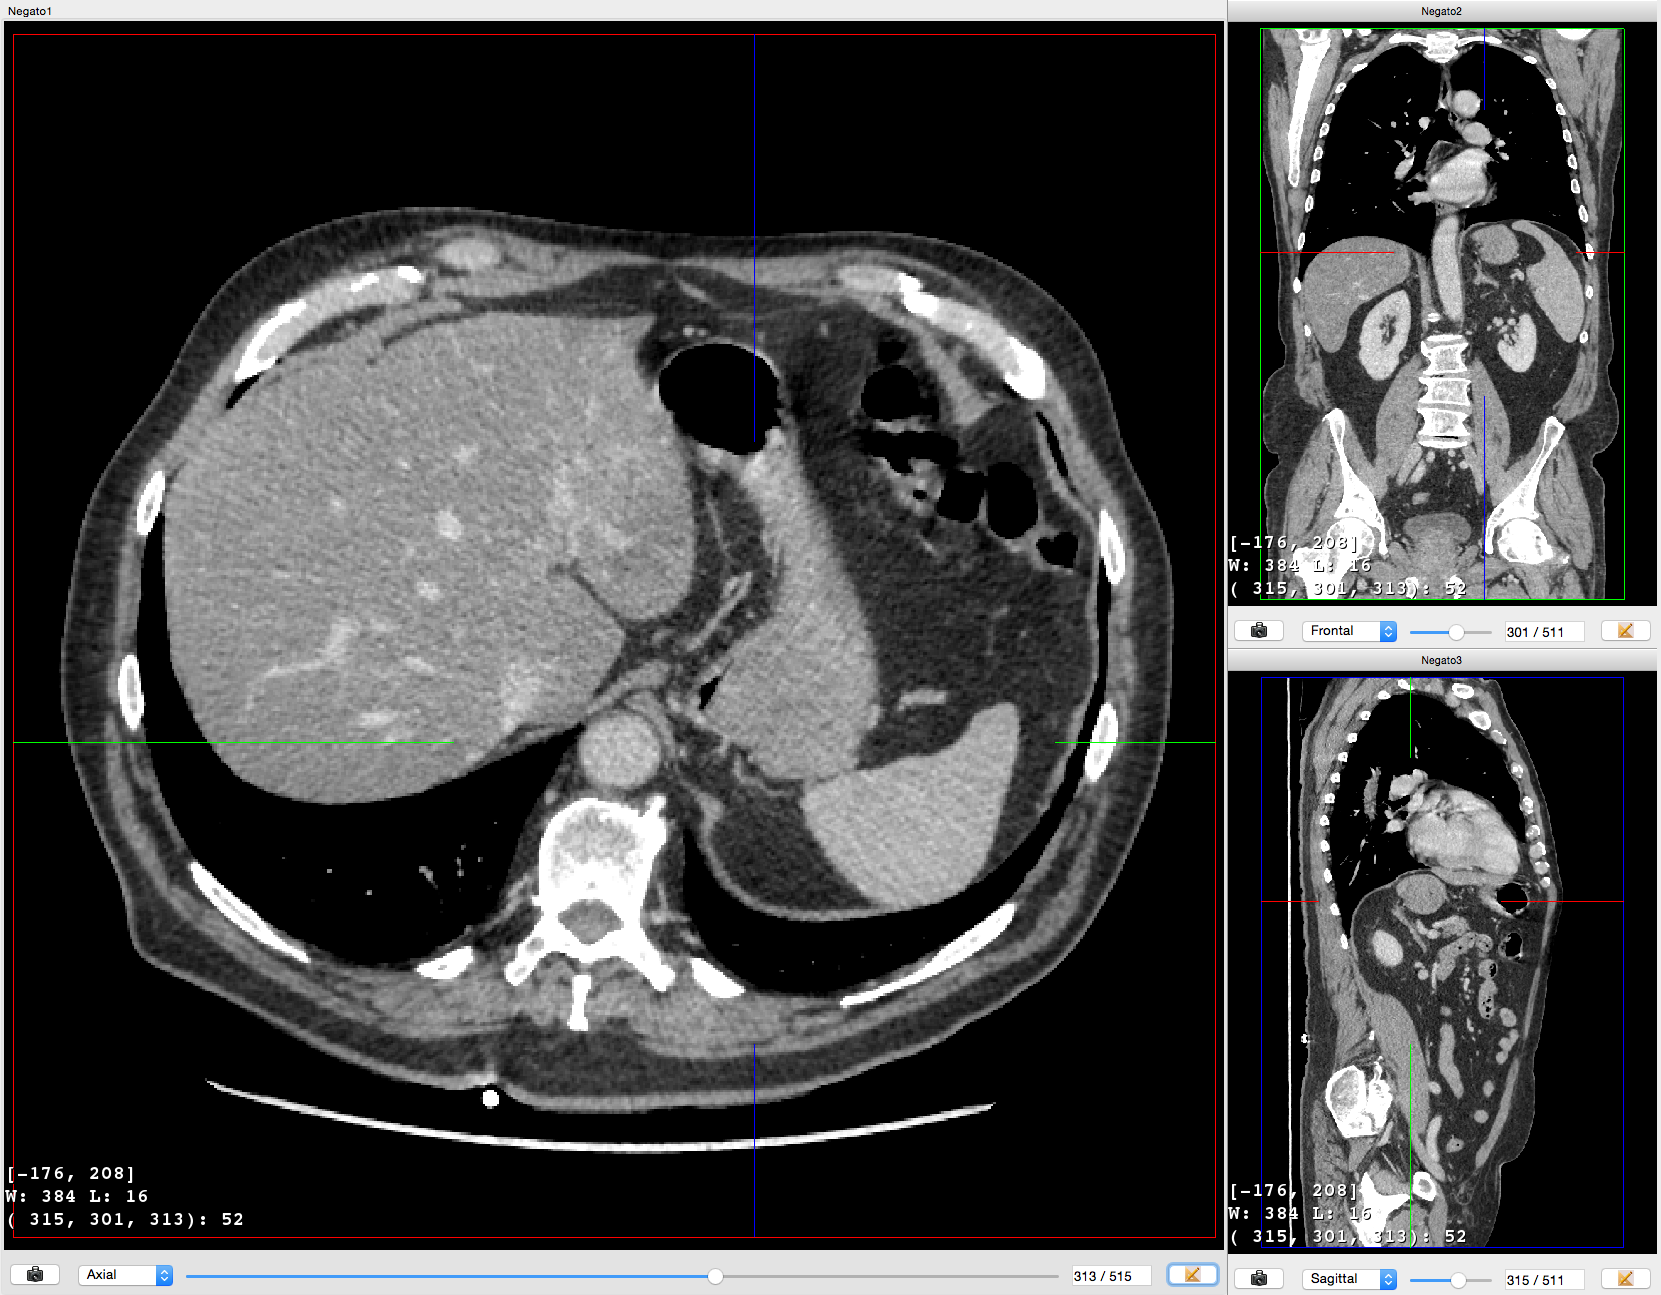 Negato1
[-176, 208]
W: 384 L: 16
( 315, 301, 313): 52
Axial
313 / 515
Negato2
[-176, 208]
W: 384 L: 16
( 315, 301, 313): 52
Frontal
301 / 511
Negato3
[-176, 208]
W: 384 L: 16
( 315, 301, 313): 52
Sagittal
315 / 511